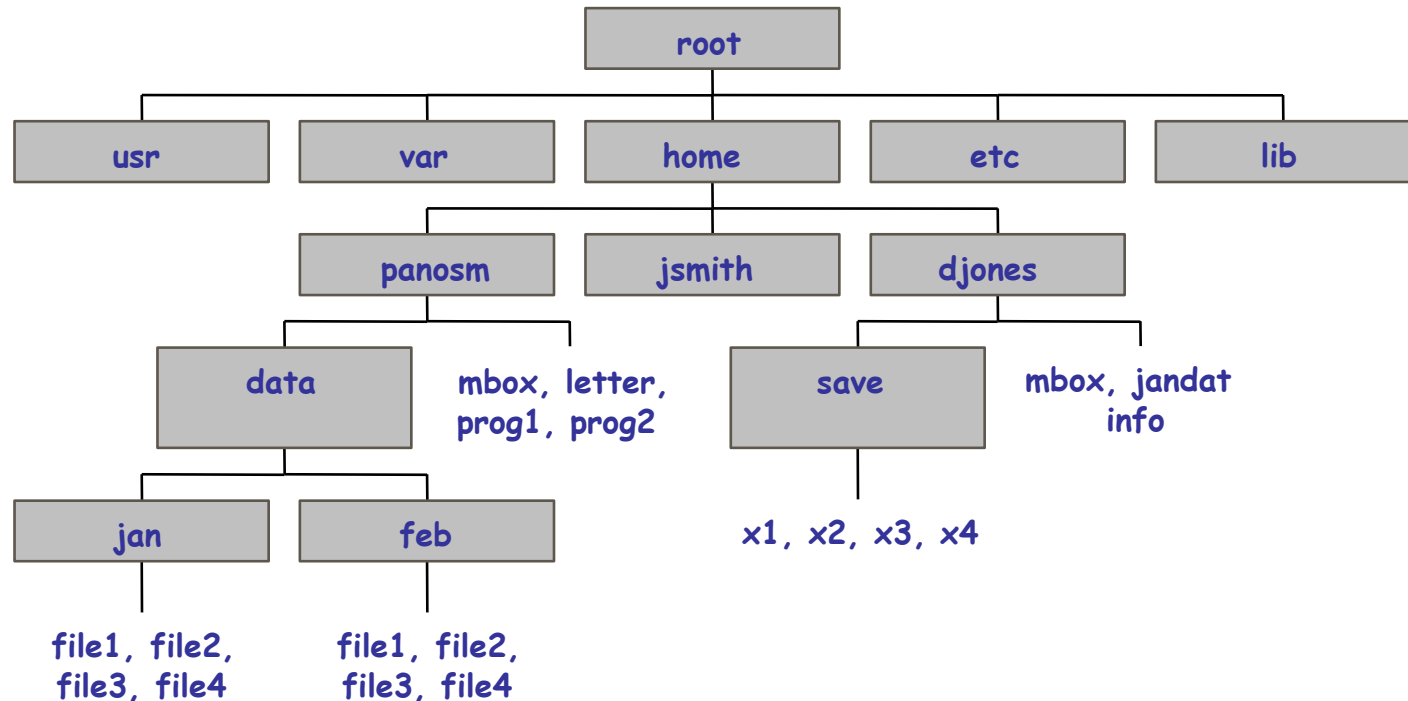 root
usr
var
home
etc
lib
panosm
jsmith
djones
data
mbox, letter,
prog1, prog2
save
mbox, jandat
info
jan
feb
x1, x2, x3, x4
file1, file2,
file3, file4
file1, file2,
file3, file4